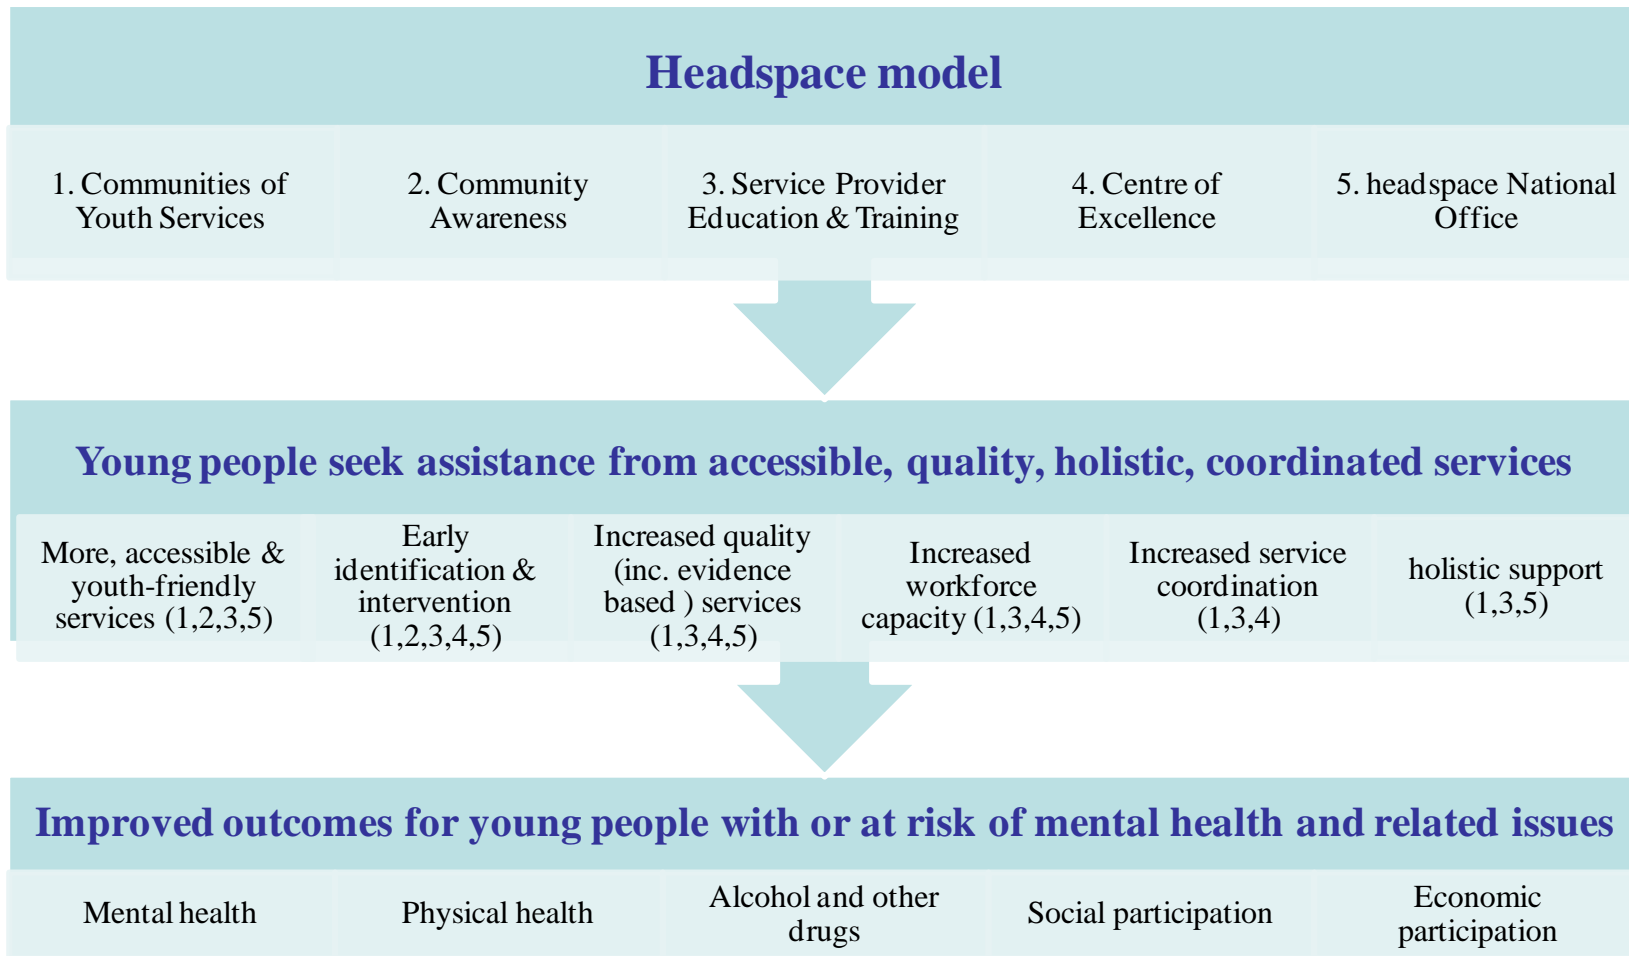 Headspace model
1. Communities of
Youth Services
2. Community
Awareness
3. Service Provider
Education & Training
4. Centre of
Excellence
5. headspace National
Office
Young people seek assistance from accessible, quality, holistic, coordinated services
More, accessible &
youth-friendly
services (1,2,3,5)
Early
identification &
intervention
(1,2,3,4,5)
Increased quality
(inc. evidence
based ) services
(1,3,4,5)
Increased
workforce
capacity (1,3,4,5)
Increased service
coordination
(1,3,4)
holistic support
(1,3,5)
Improved outcomes for young people with or at risk of mental health and related issues
Mental health
Physical health
Alcohol and other
drugs
Social participation
Economic
participation